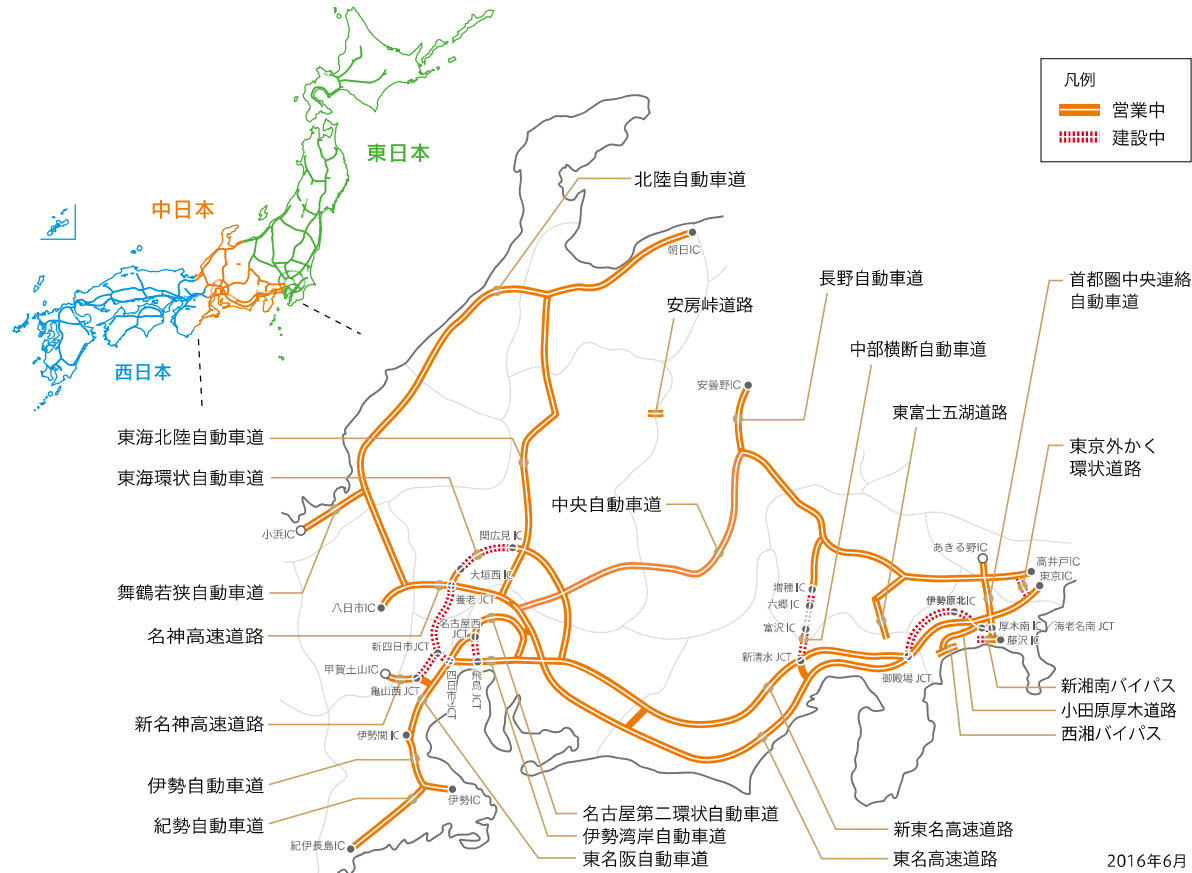 東日本
中日本
西日本
凡例
営業中
建設中
北陸自動車道
朝日IC
安房峠道路
長野自動車道
首都圏中央連絡
自動車道
中部横断自動車道
安曇野IC
東富士五湖道路
東海北陸自動車道
東京外かく
環状道路
東海環状自動車道
中央自動車道
小浜IC
関広見IC
あきる野IC
高井戸IC
東京IC
大垣西IC
舞鶴若狭自動車道
養老JCT
増穂IC
六郷IC
伊勢原北IC
八日市IC
名古屋西
JCT
富沢IC
厚木南IC/海老名南JCT
藤沢IC
名神高速道路
新四日市JCT
新清水JCT
甲賀土山IC
亀山西JCT
四日市JCT
飛島JCT
御殿場JCT
新湘南バイパス
小田原厚木道路
西湘バイパス
新名神高速道路
伊勢関IC
伊勢自動車道
伊勢IC
紀勢自動車道
紀伊長島IC
名古屋第二環状自動車道
伊勢湾岸自動車道
東名阪自動車道
新東名高速道路
東名高速道路
2016年6月